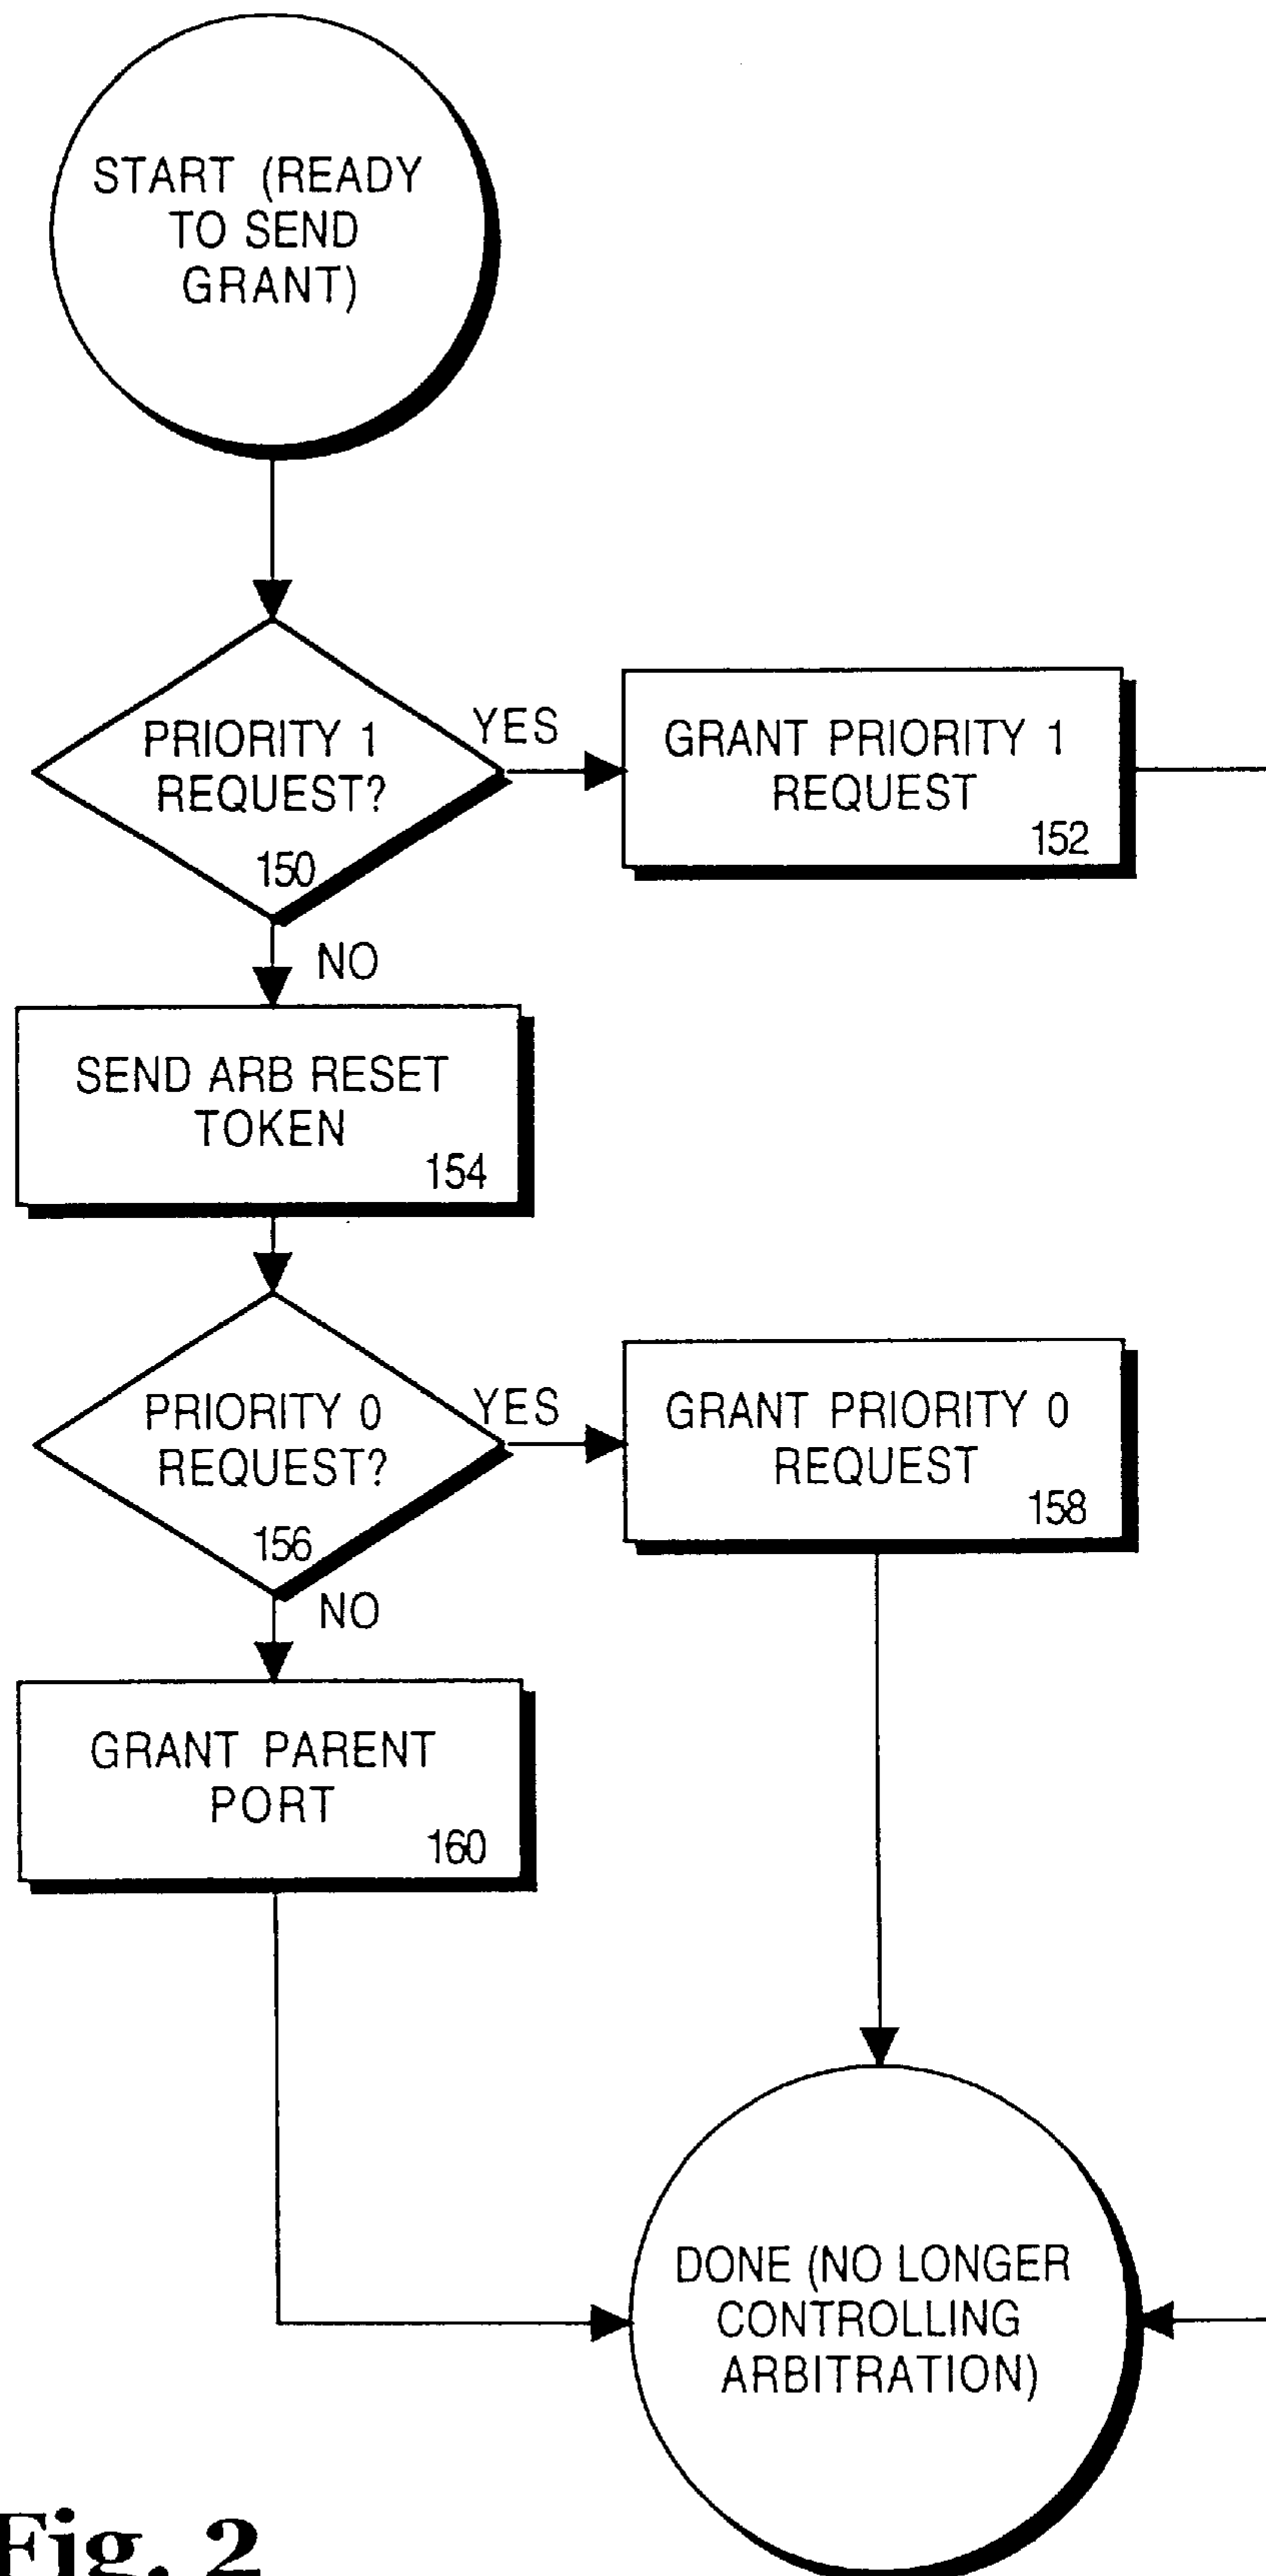 START (READY
TO SEND
GRANT)
PRIORITY 1
REQUEST?
150
YES
GRANT PRIORITY 1
REQUEST
152
NO
SEND ARB RESET
TOKEN
154
PRIORITY 0
REQUEST?
156
YES
GRANT PRIORITY 0
REQUEST
158
NO
GRANT PARENT
PORT
160
DONE (NO LONGER
CONTROLLING
ARBITRATION)
Fig. 2